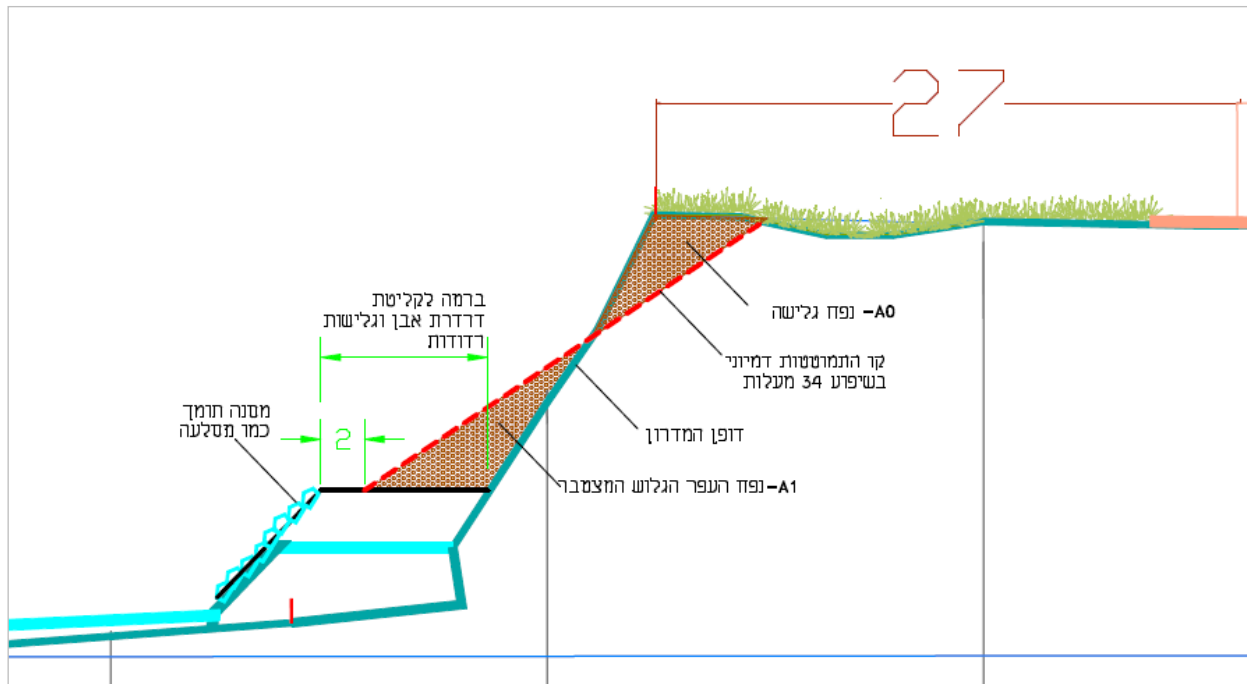 27
ברמה לקליטת
דרדרת אבן וגלישות
רדודות
A0- נפח גלישה
קו התמוטטות דמיוני
בשיפוע 34 מעלות
מסנה תומך
כמו מסלעה
2
דופן המדרון
A1-נפח העפר הגלוש המצטבר